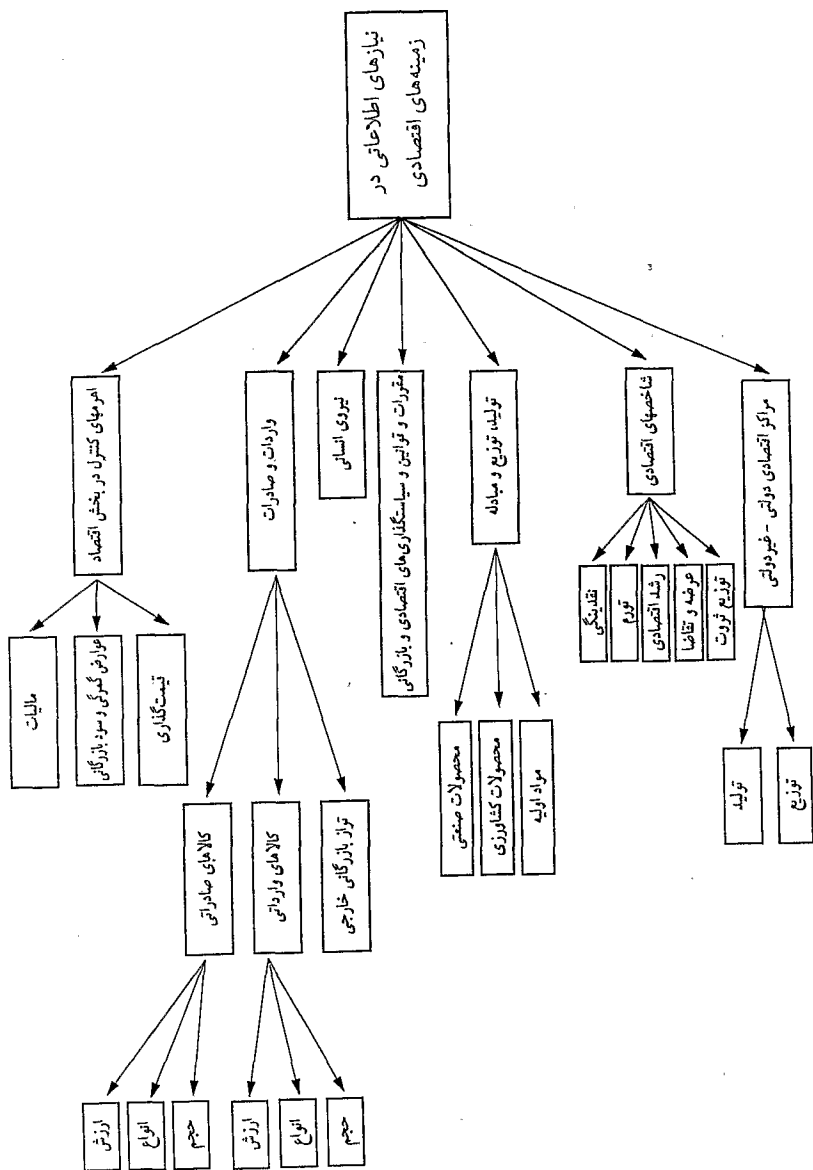 نیازهای اطلاعاتی در
زمینه‌های اقتصادی
مراکز اقتصادی دولتی - غیردولتی
شاخصهای اقتصادی
تولید، توزیع و مبادله
مقررات و قوانین و سیاستگذاری‌های اقتصادی و بازرگانی
نیروی انسانی
واردات و صادرات
اهرمهای کنترل در بخش اقتصاد
توزیع
تولید
توزیع ثروت
عرضه و تقاضا
رشد اقتصادی
تورم
نقدینگی
مواد اولیه
محصولات کشاورزی
محصولات صنعتی
تراز بازرگانی خارجی
کالاهای وارداتی
کالاهای صادراتی
قیمت‌گذاری
عوارض گمرکی و سود بازرگانی
مالیات
حجم
انواع
ارزش
حجم
انواع
ارزش